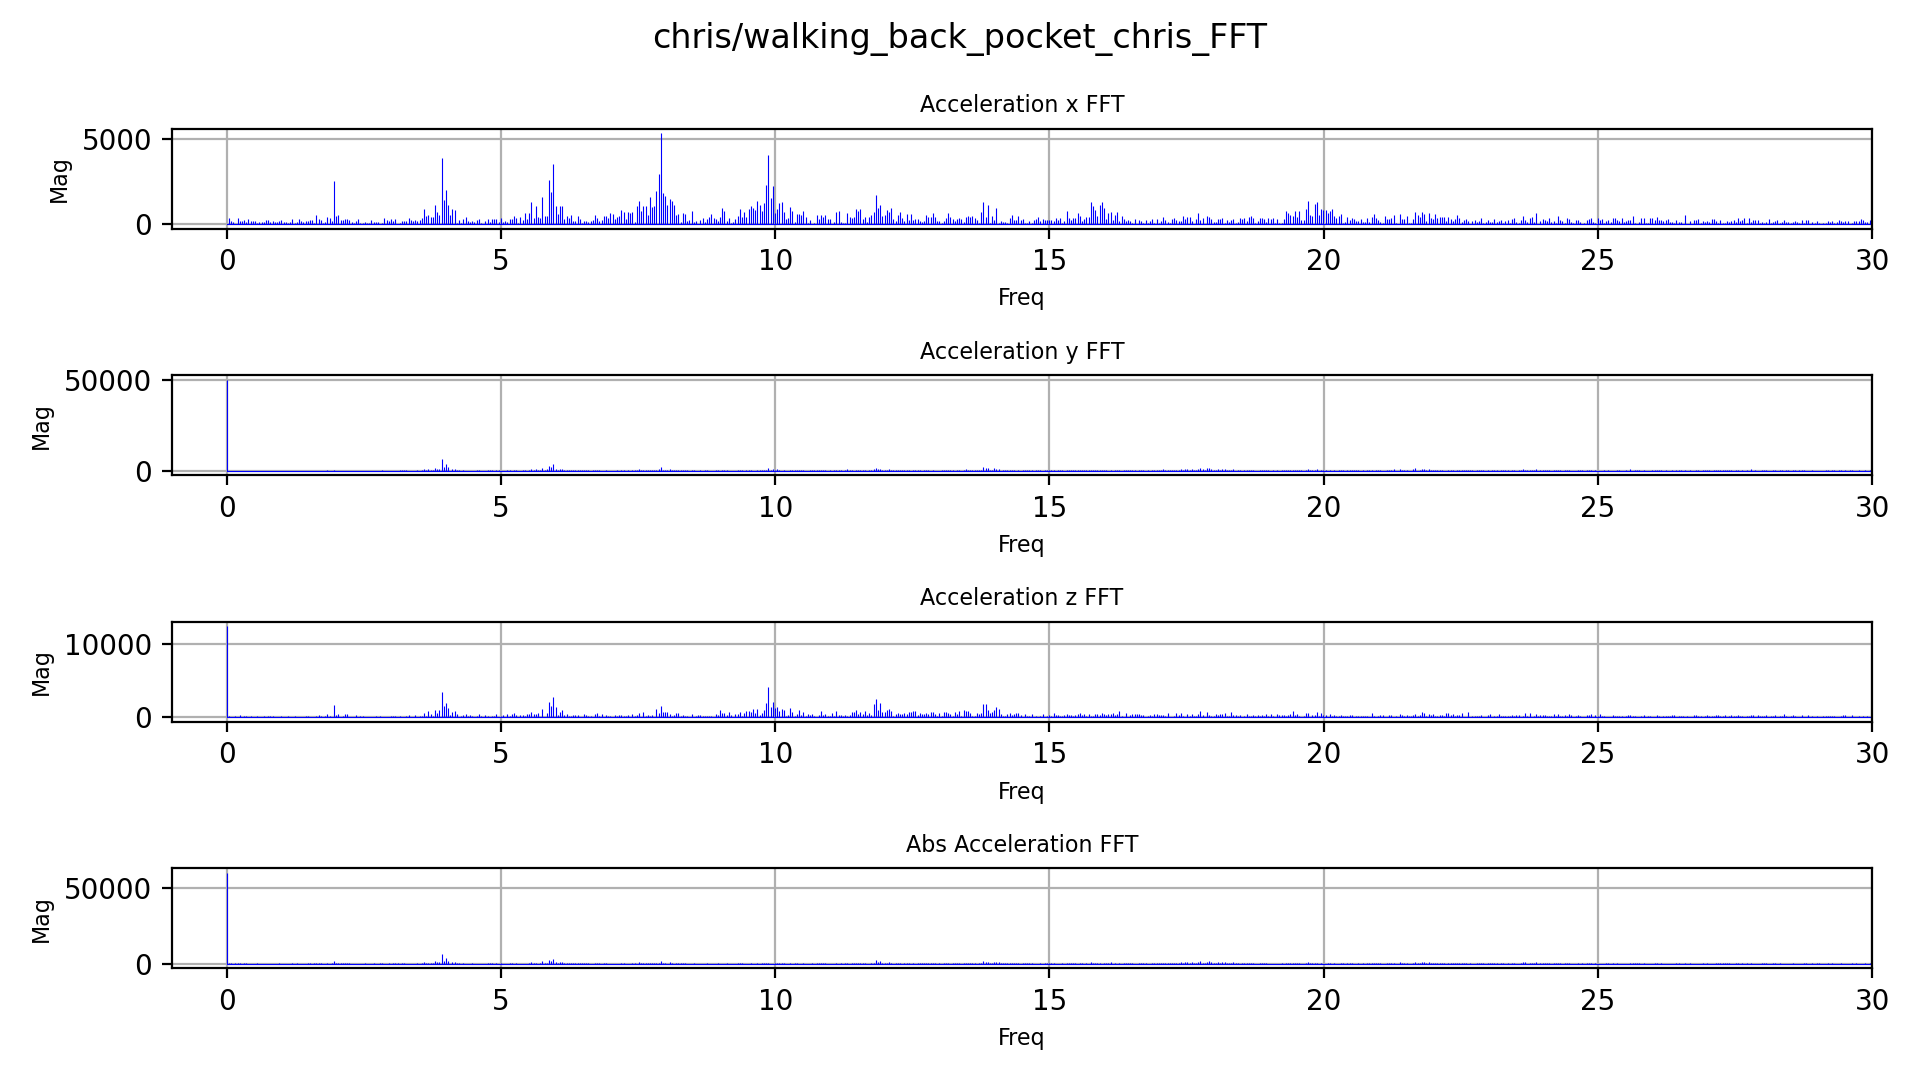 chris/walking_back_pocket_chris_FFT
Acceleration x FFT
Mag
5000
0
0 5 10 15 20 25 30
Freq
Acceleration y FFT
Mag
50000
0
0 5 10 15 20 25 30
Freq
Acceleration z FFT
Mag
10000
0
0 5 10 15 20 25 30
Freq
Abs Acceleration FFT
Mag
50000
0
0 5 10 15 20 25 30
Freq